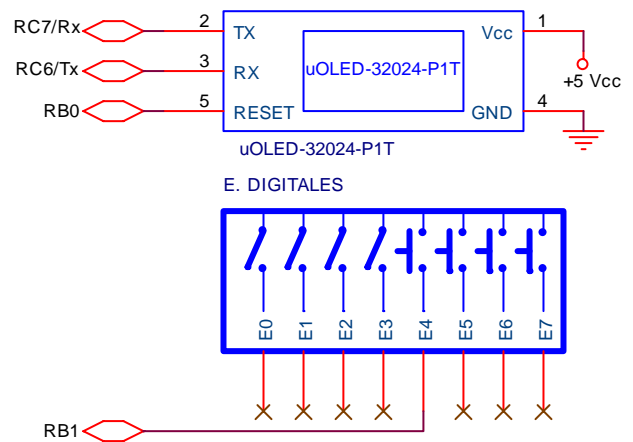 RC7/Rx 2 TX Vcc 1
RC6/Tx 3 RX uOLED-32024-P1T +5 Vcc
RB0 5 RESET GND 4
uOLED-32024-P1T
E. DIGITALES
E0 E1 E2 E3 E4 E5 E6 E7
RB1